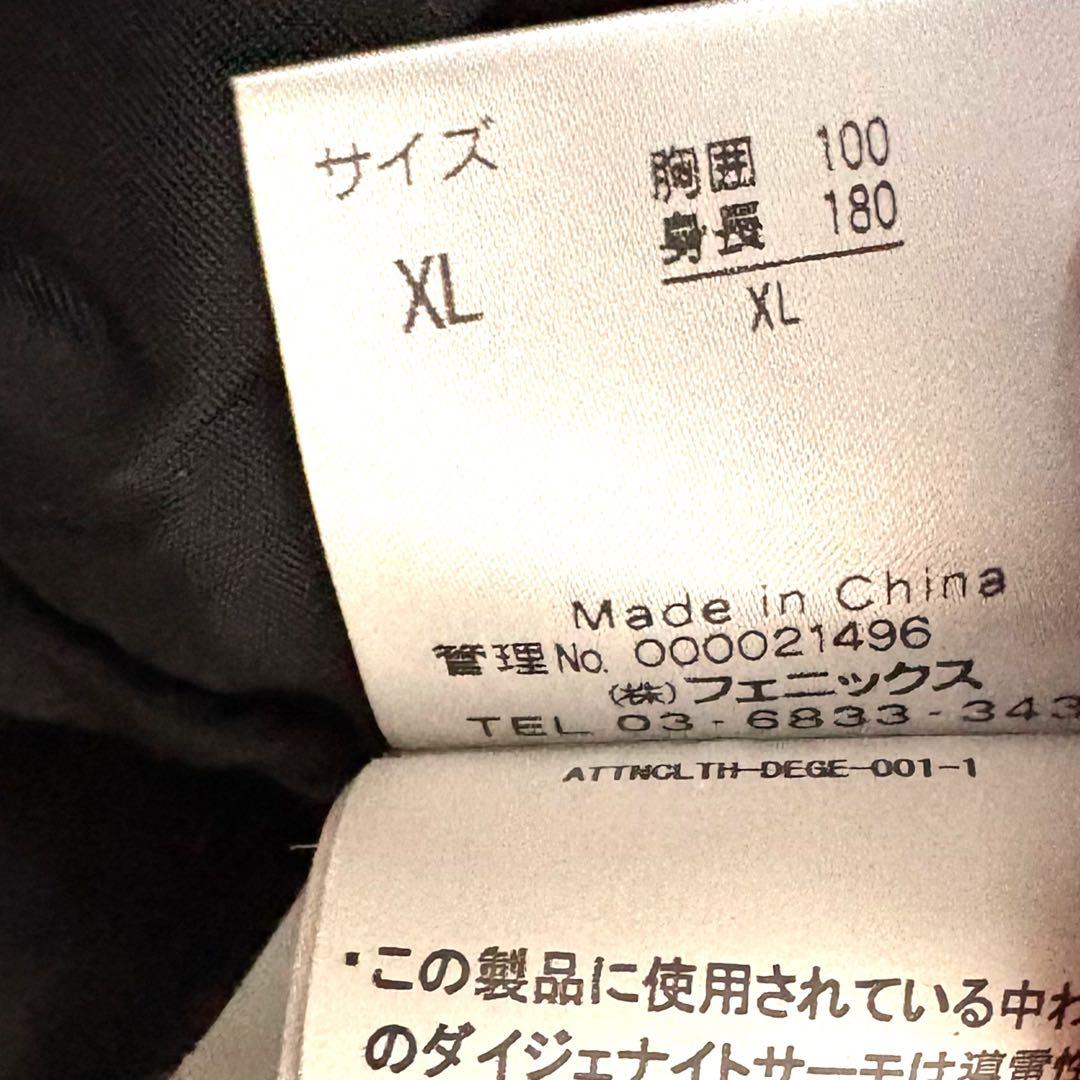 サイズ
XL
胸囲 100
身長 180
XL
Made in China
管理No. 000021496
(株)フェニックス
TEL 03-6833-343
ATTNCLTH-DEGE-001-1
・この製品に使用されている中わ
のダイジェナイトサーモは導電性